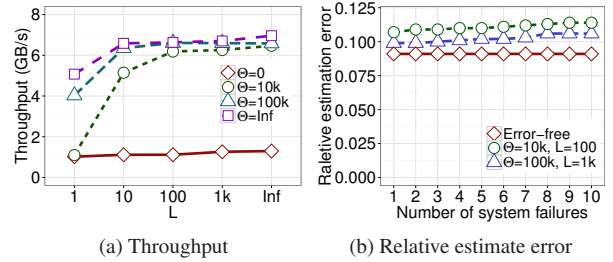 Throughput (GB/s)
8
6
4
2
0
Θ=0
Θ=10k
Θ=100k
Θ=Inf
1 10 100 1k Inf
L
(a) Throughput
Raletive estimation error
0.125
0.100
0.075
0.050
0.025
0.000
Error-free
Θ=10k, L=100
Θ=100k, L=1k
1 2 3 4 5 6 7 8 9 10
Number of system failures
(b) Relative estimate error